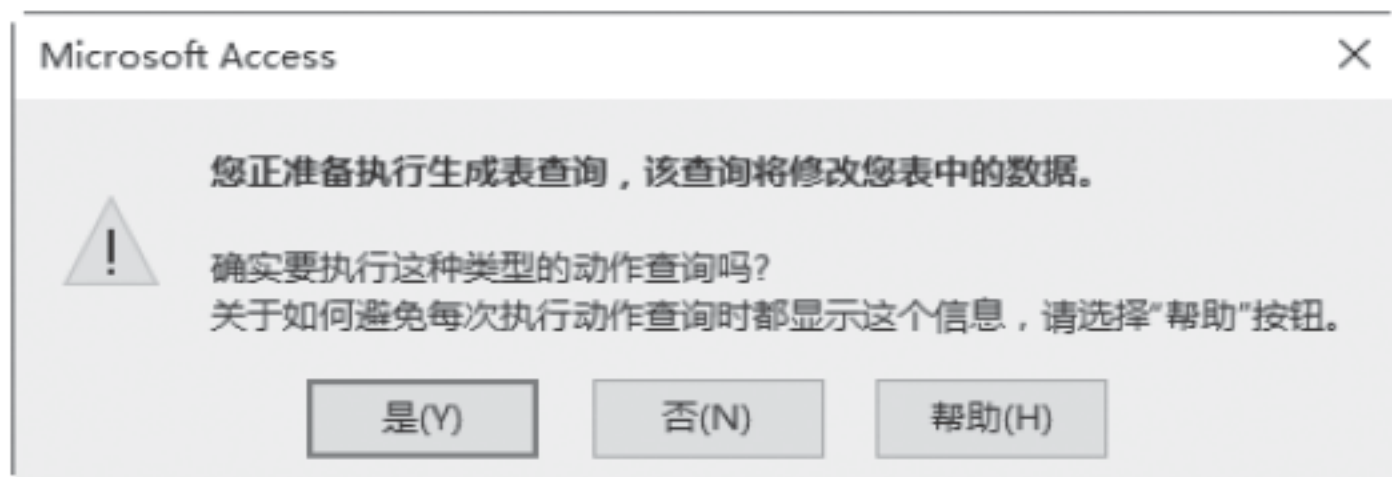 Microsoft Access
您正准备执行生成表查询，该查询将修改您表中的数据。
确实要执行这种类型的动作查询吗?
关于如何避免每次执行动作查询时都显示这个信息，请选择“帮助”按钮。
是(Y) 否(N) 帮助(H)